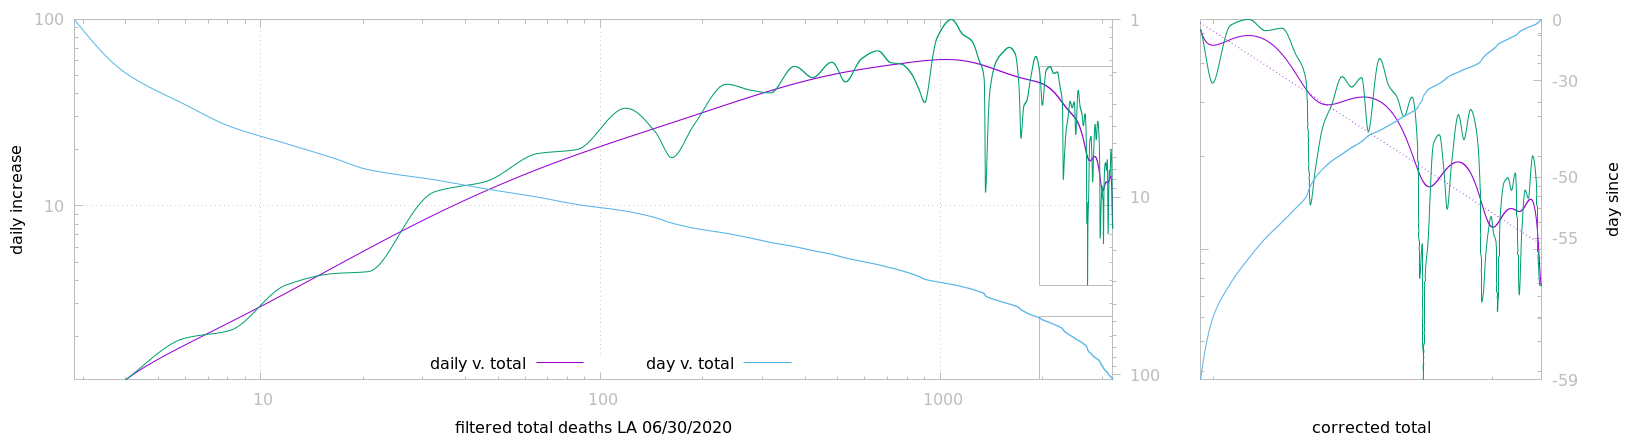 100
10
daily increase
daily v. total
day v. total
10
100
1000
filtered total deaths LA 06/30/2020
1
10
100
0
-30
-50
-55
-59
day since
corrected total